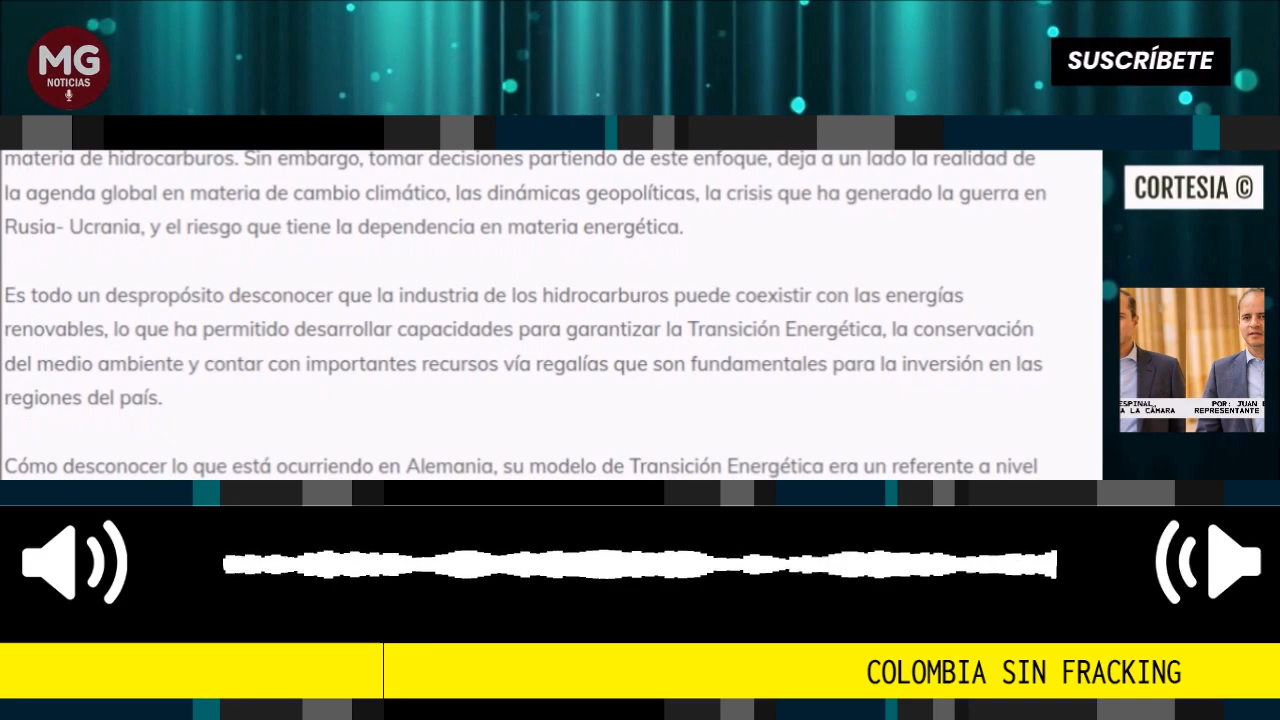 MG
NOTICIAS
SUSCRÍBETE
materia de hidrocarburos. Sin embargo, tomar decisiones partiendo de este enfoque, deja a un lado la realidad de
la agenda global en materia de cambio climático, las dinámicas geopolíticas, la crisis que ha generado la guerra en
Rusia- Ucrania, y el riesgo que tiene la dependencia en materia energética.
Es todo un despropósito desconocer que la industria de los hidrocarburos puede coexistir con las energías
renovables, lo que ha permitido desarrollar capacidades para garantizar la Transición Energética, la conservación
del medio ambiente y contar con importantes recursos vía regalías que son fundamentales para la inversión en las
regiones del país.
Cómo desconocer lo que está ocurriendo en Alemania, su modelo de Transición Energética era un referente a nivel
CORTESIA ©
ESPINAL,
A LA CÁMARA
POR: JUAN E
REPRESENTANTE
COLOMBIA SIN FRACKING